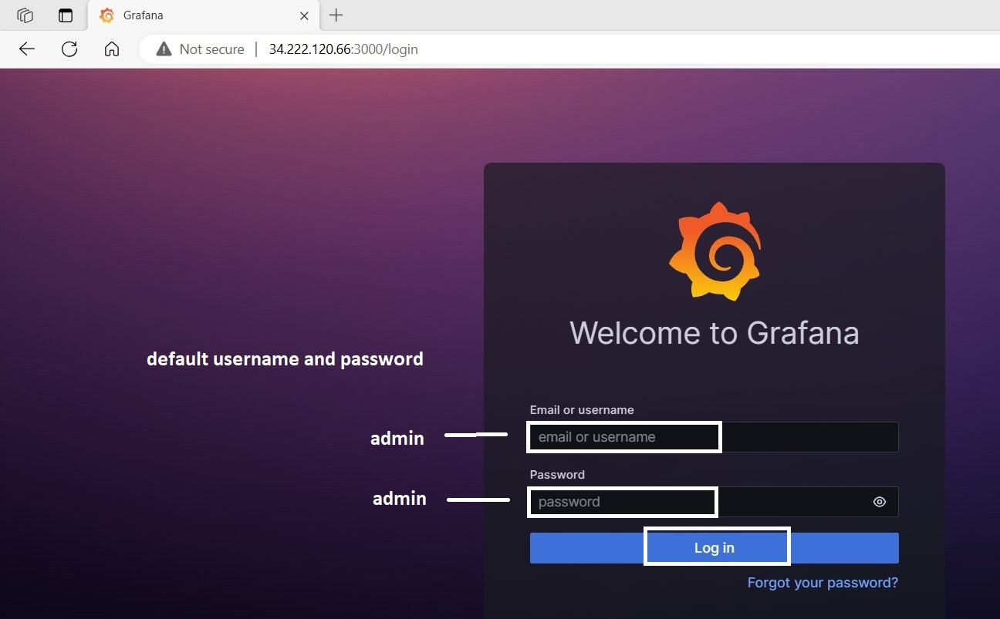 Grafana
Not secure | 34.222.120.66:3000/login
Welcome to Grafana
default username and password
Email or username
admin
email or username
Password
admin
password
Log in
Forgot your password?